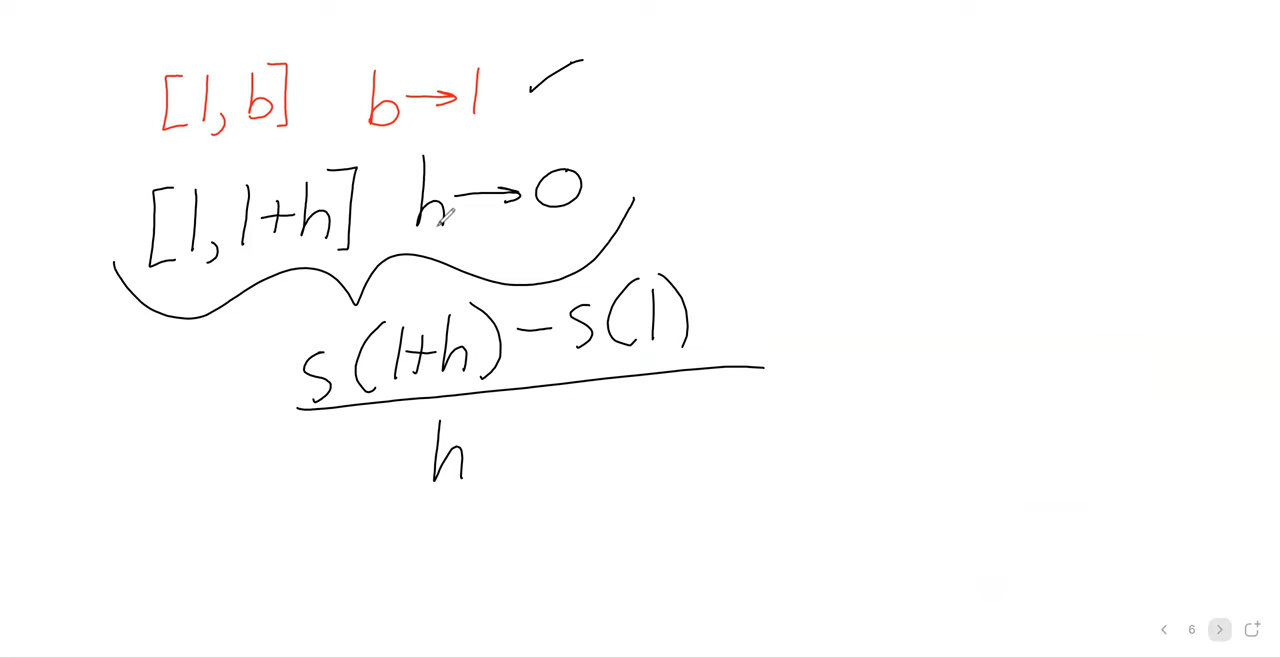 [1, b] b→1 ✓
[1, 1+h] h→0
s(1+h)−s(1)
h
6